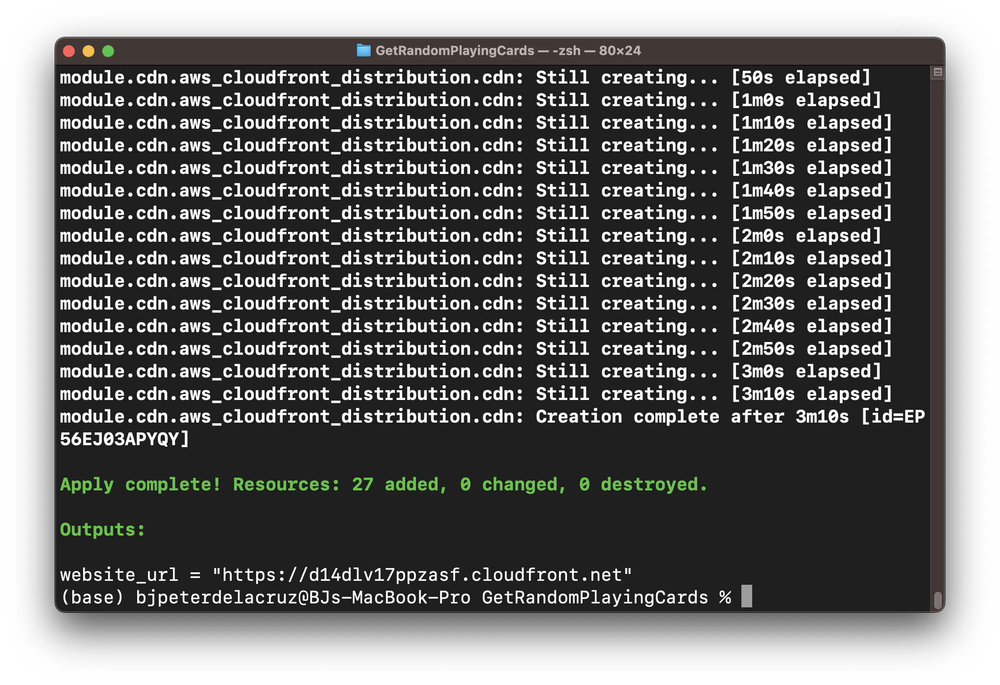 GetRandomPlayingCards — -zsh — 80×24
module.cdn.aws_cloudfront_distribution.cdn: Still creating... [50s elapsed]
module.cdn.aws_cloudfront_distribution.cdn: Still creating... [1m0s elapsed]
module.cdn.aws_cloudfront_distribution.cdn: Still creating... [1m10s elapsed]
module.cdn.aws_cloudfront_distribution.cdn: Still creating... [1m20s elapsed]
module.cdn.aws_cloudfront_distribution.cdn: Still creating... [1m30s elapsed]
module.cdn.aws_cloudfront_distribution.cdn: Still creating... [1m40s elapsed]
module.cdn.aws_cloudfront_distribution.cdn: Still creating... [1m50s elapsed]
module.cdn.aws_cloudfront_distribution.cdn: Still creating... [2m0s elapsed]
module.cdn.aws_cloudfront_distribution.cdn: Still creating... [2m10s elapsed]
module.cdn.aws_cloudfront_distribution.cdn: Still creating... [2m20s elapsed]
module.cdn.aws_cloudfront_distribution.cdn: Still creating... [2m30s elapsed]
module.cdn.aws_cloudfront_distribution.cdn: Still creating... [2m40s elapsed]
module.cdn.aws_cloudfront_distribution.cdn: Still creating... [2m50s elapsed]
module.cdn.aws_cloudfront_distribution.cdn: Still creating... [3m0s elapsed]
module.cdn.aws_cloudfront_distribution.cdn: Still creating... [3m10s elapsed]
module.cdn.aws_cloudfront_distribution.cdn: Creation complete after 3m10s [id=EP
56EJ03APYQY]
Apply complete! Resources: 27 added, 0 changed, 0 destroyed.
Outputs:
website_url = "https://d14dlv17ppzasf.cloudfront.net"
(base) bjpeterdelacruz@BJs-MacBook-Pro GetRandomPlayingCards %